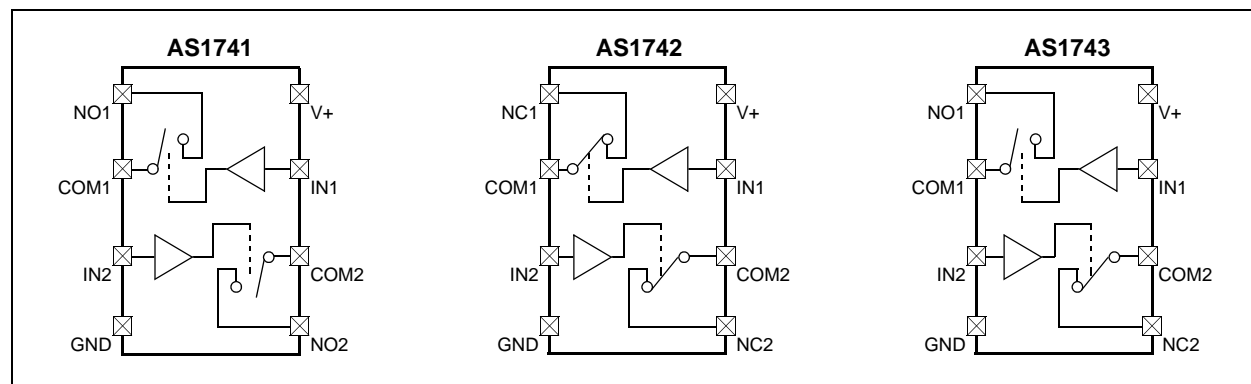 AS1741
NO1
V+
COM1
IN1
IN2
COM2
GND
NO2
AS1742
NC1
V+
COM1
IN1
IN2
COM2
GND
NC2
AS1743
NO1
V+
COM1
IN1
IN2
COM2
GND
NC2